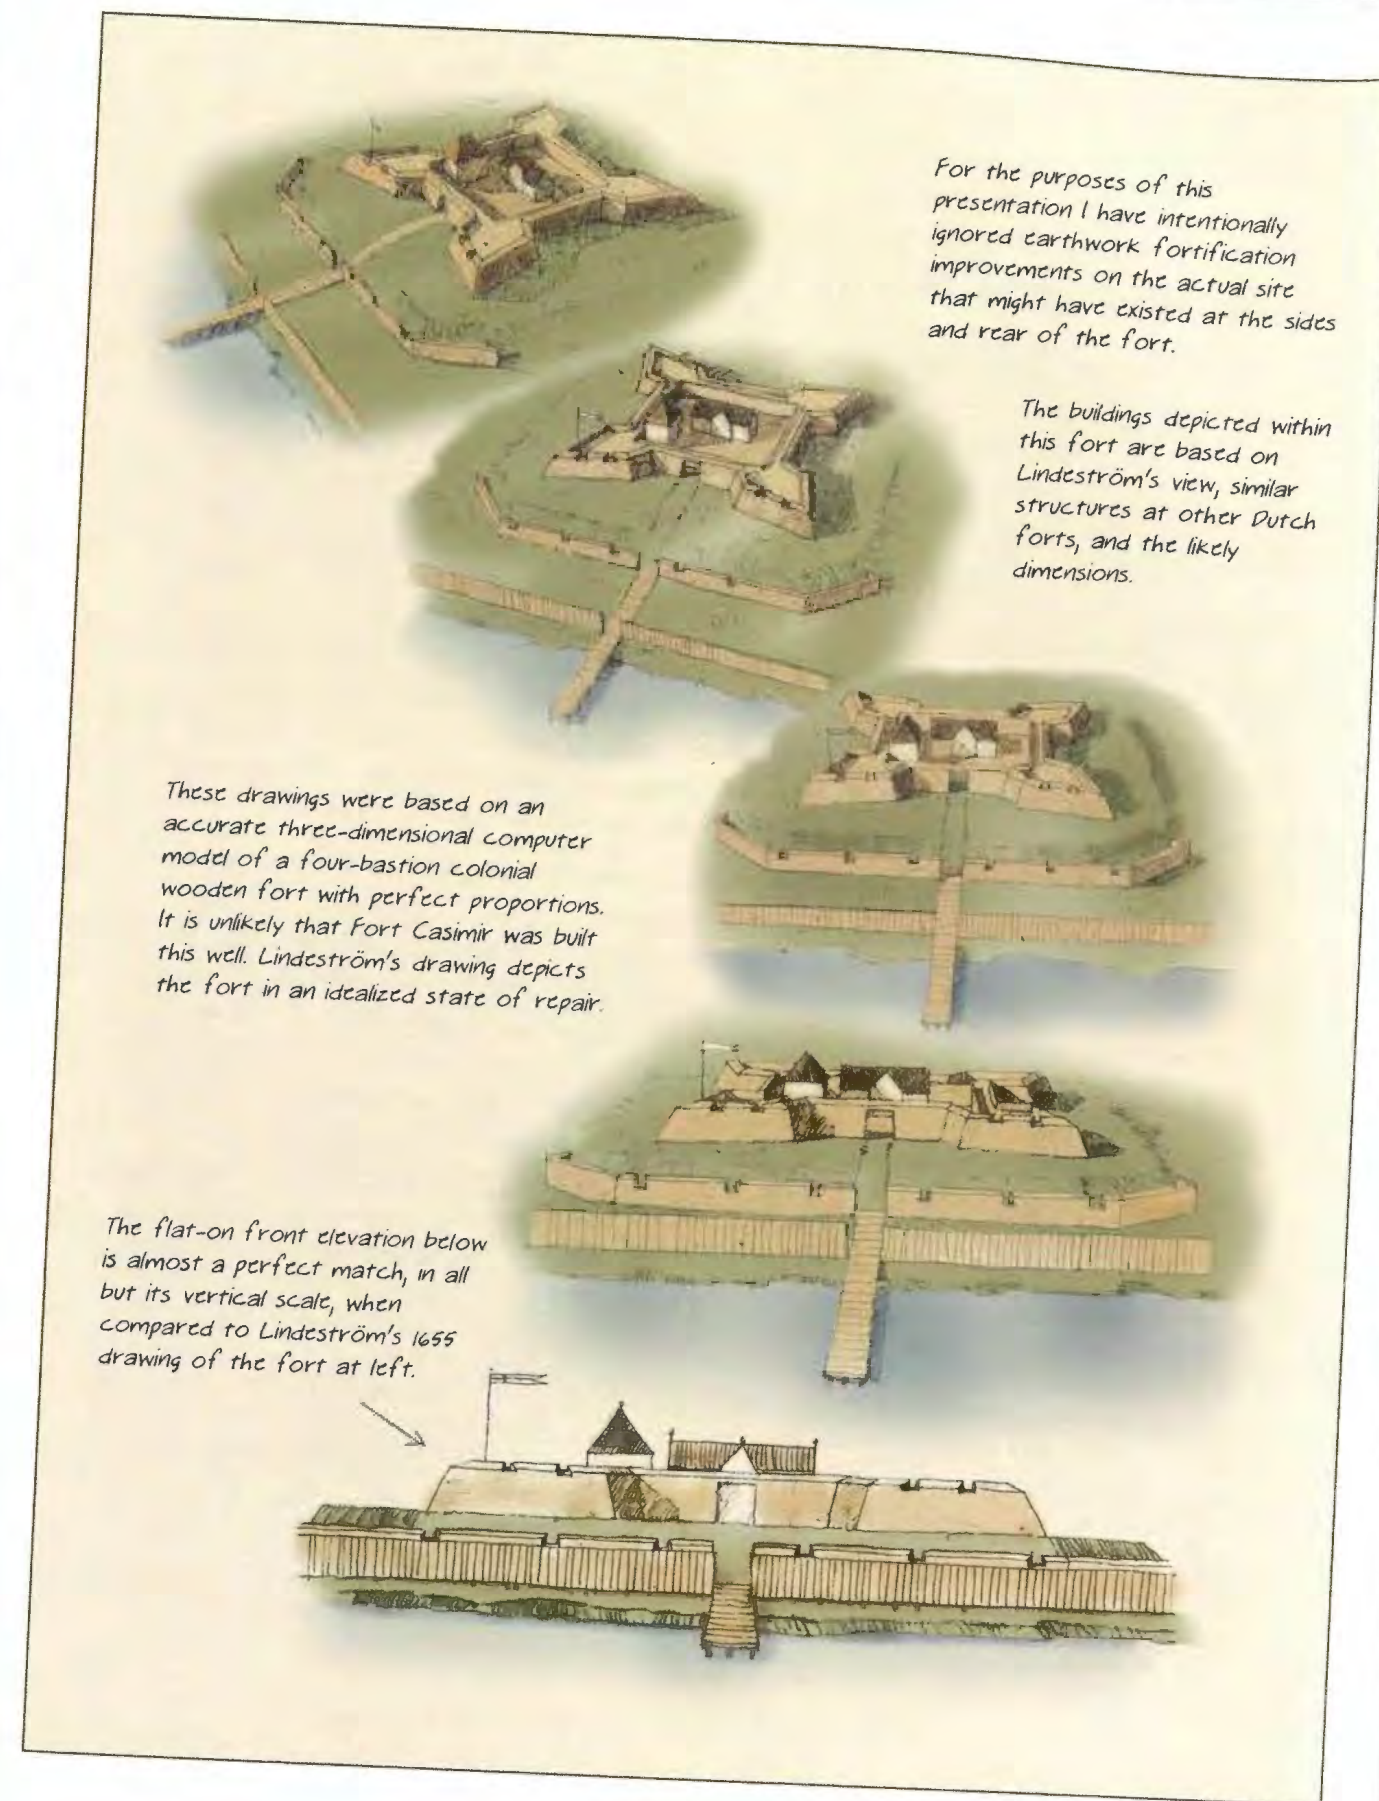 For the purposes of this
presentation I have intentionally
ignored earthwork fortification
improvements on the actual site
that might have existed at the sides
and rear of the fort.
The buildings depicted within
this fort are based on
Lindeström's view, similar
structures at other Dutch
forts, and the likely
dimensions.
These drawings were based on an
accurate three-dimensional computer
model of a four-bastion colonial
wooden fort with perfect proportions.
It is unlikely that Fort Casimir was built
this well. Lindeström's drawing depicts
the fort in an idealized state of repair.
The flat-on front elevation below
is almost a perfect match, in all
but its vertical scale, when
compared to Lindeström's 1655
drawing of the fort at left.